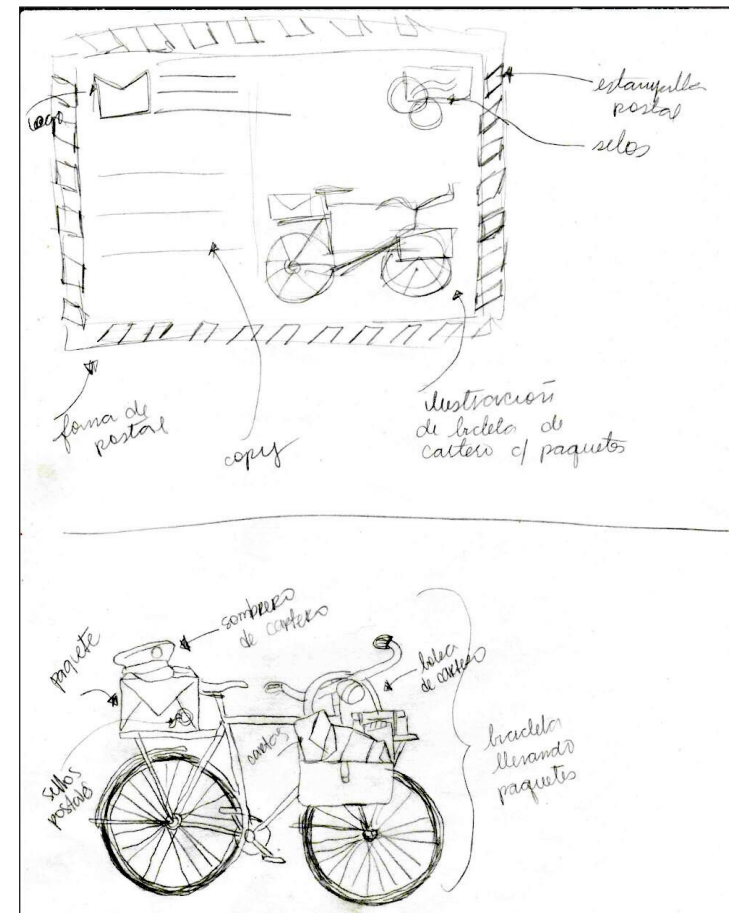 logo
estampilla
postal
sellos
forma de
postal
copy
ilustración
de bicicleta de
cartero c/ paquetes
sombrero
de cartero
paquete
bolsa
de cartero
cartas
sellos
postales
bicicleta
llevando
paquetes